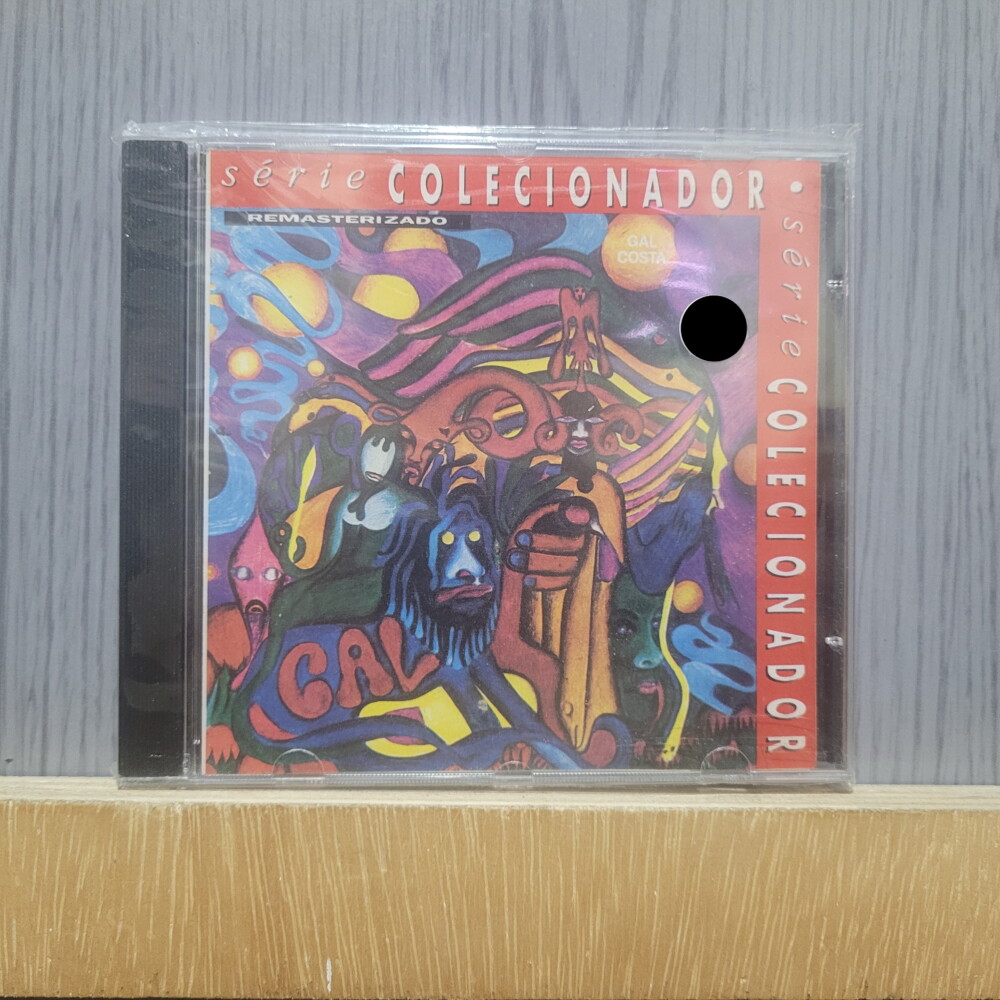 série COLECIONADOR •
série COLECIONADOR
REMASTERIZADO
GAL
COSTA
GAL